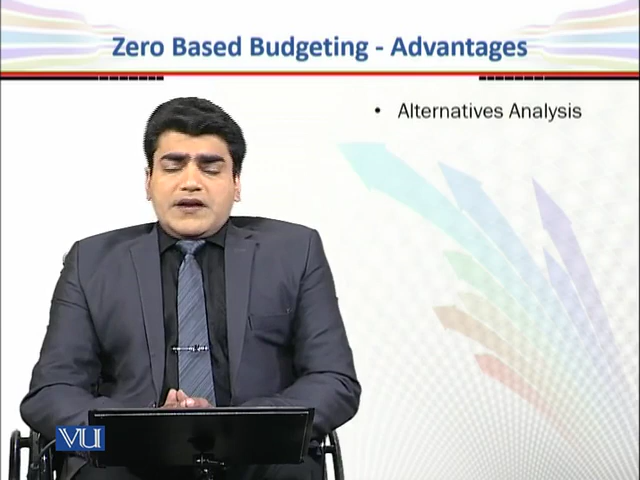 Zero Based Budgeting - Advantages
• Alternatives Analysis
VU